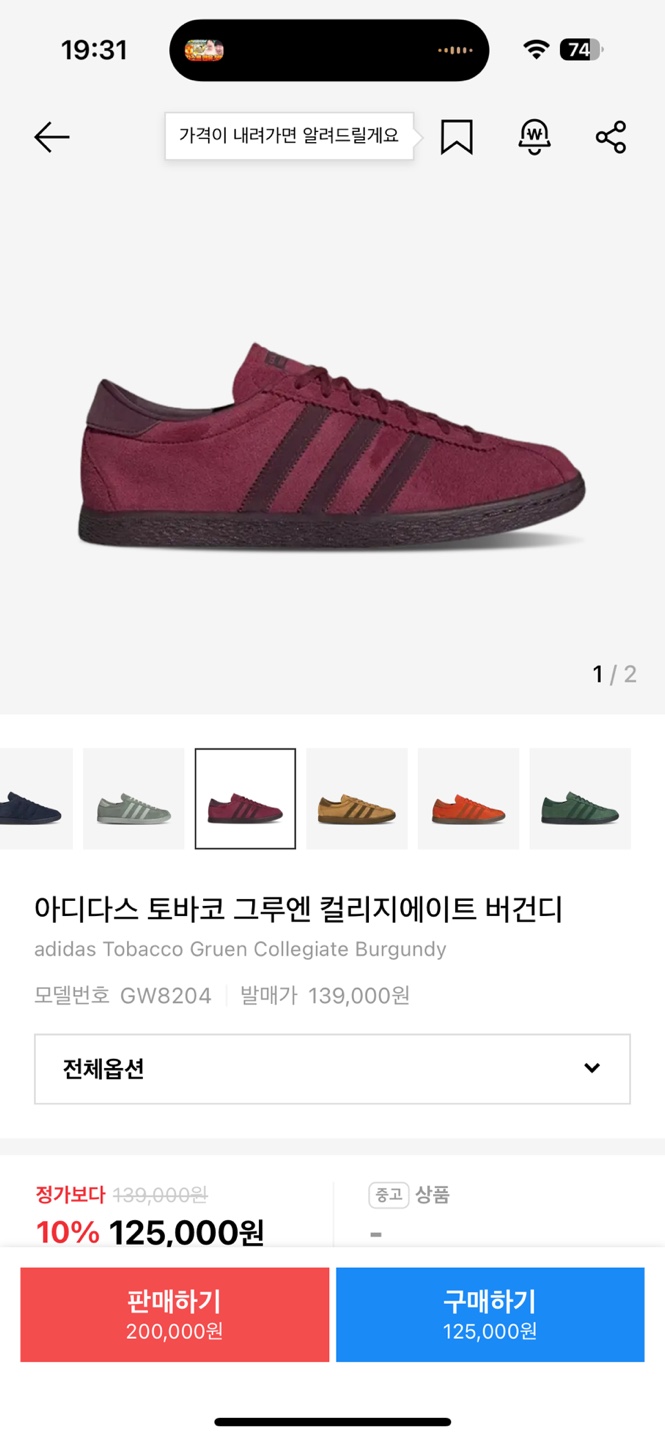 19:31
74
가격이 내려가면 알려드릴게요
1 / 2
아디다스 토바코 그루엔 컬리지에이트 버건디
adidas Tobacco Gruen Collegiate Burgundy
모델번호 GW8204 발매가 139,000원
전체옵션
정가보다 139,000원
10% 125,000원
중고 상품
-
판매하기
200,000원
구매하기
125,000원